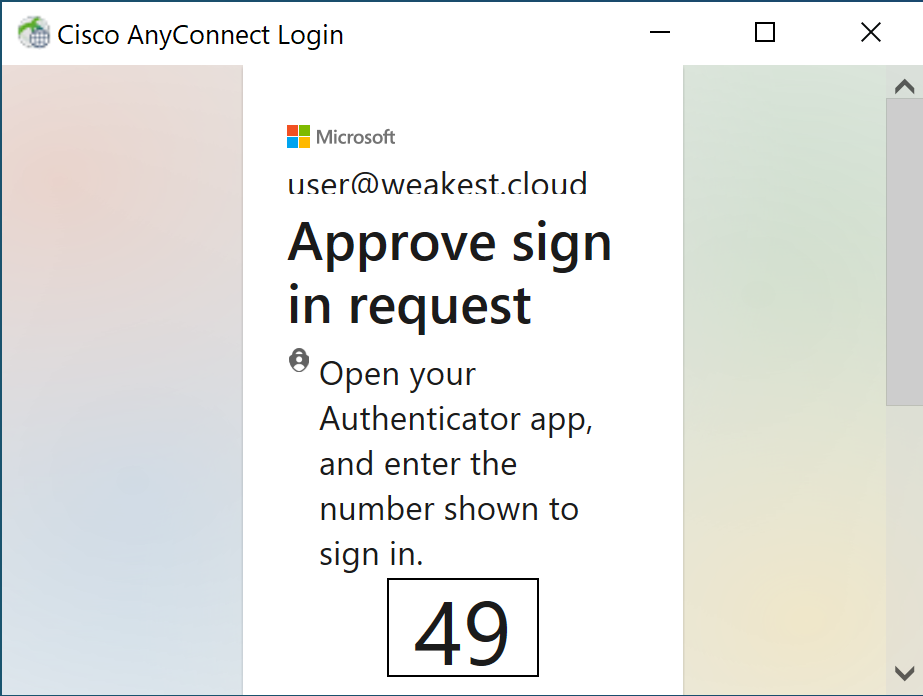 Cisco AnyConnect Login
Microsoft
user@weakest.cloud
Approve sign
in request
Open your
Authenticator app,
and enter the
number shown to
sign in.
49